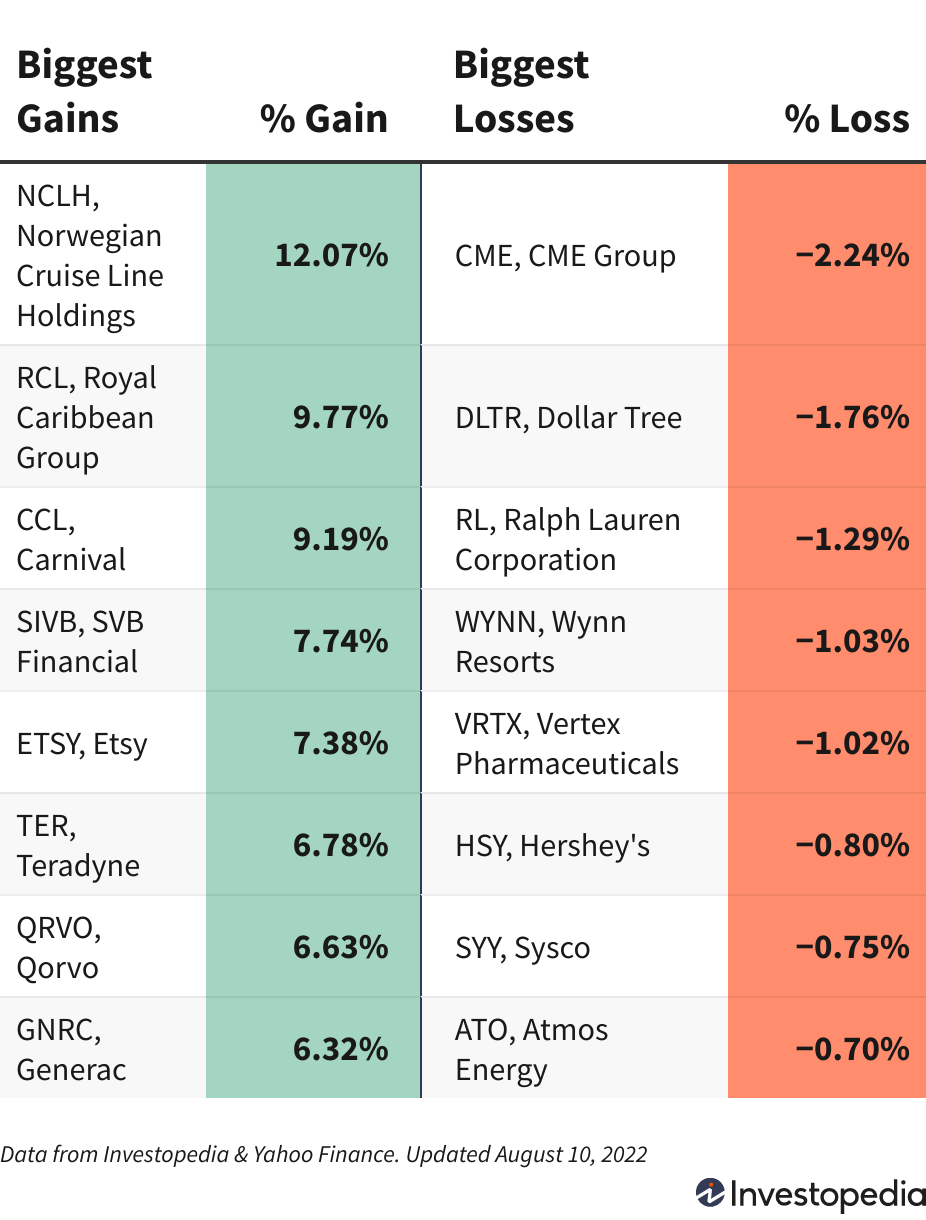 Biggest
Gains
% Gain
Biggest
Losses
% Loss
NCLH,
Norwegian
Cruise Line
Holdings
12.07%
CME, CME Group
−2.24%
RCL, Royal
Caribbean
Group
9.77%
DLTR, Dollar Tree
−1.76%
CCL,
Carnival
9.19%
RL, Ralph Lauren
Corporation
−1.29%
SIVB, SVB
Financial
7.74%
WYNN, Wynn
Resorts
−1.03%
ETSY, Etsy
7.38%
VRTX, Vertex
Pharmaceuticals
−1.02%
TER,
Teradyne
6.78%
HSY, Hershey's
−0.80%
QRVO,
Qorvo
6.63%
SYY, Sysco
−0.75%
GNRC,
Generac
6.32%
ATO, Atmos
Energy
−0.70%
Data from Investopedia & Yahoo Finance. Updated August 10, 2022
Investopedia